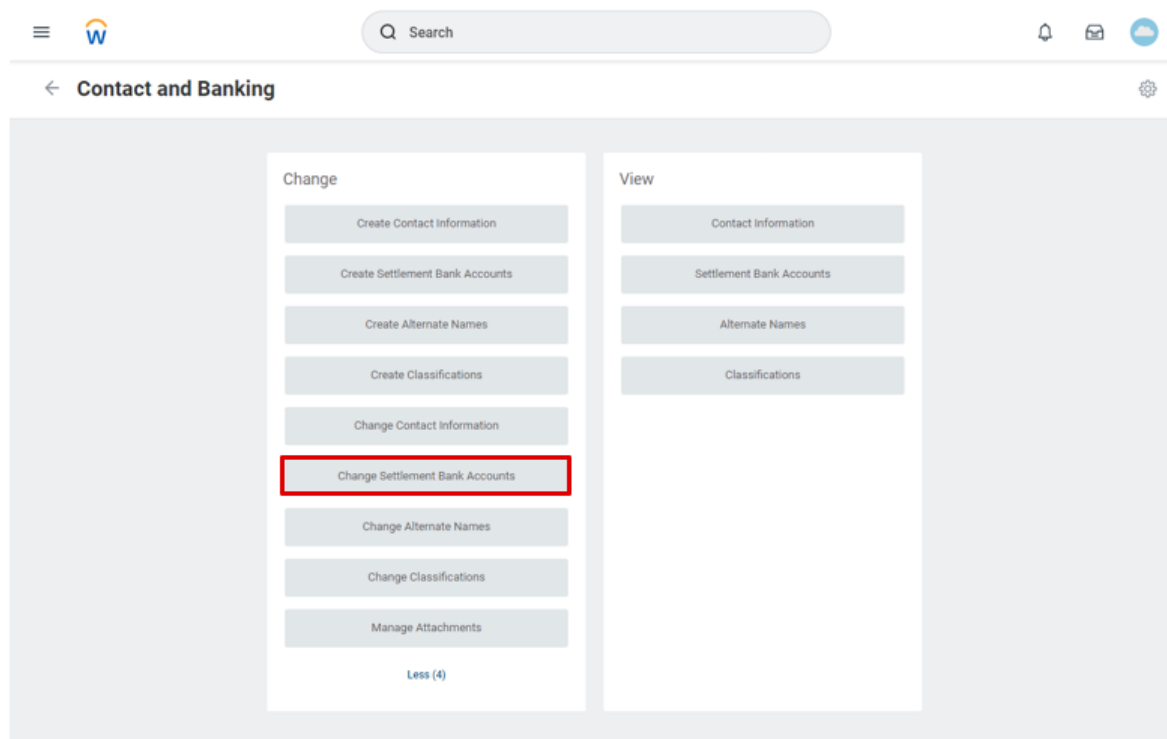 Search
Contact and Banking
Change
Create Contact Information
Create Settlement Bank Accounts
Create Alternate Names
Create Classifications
Change Contact Information
Change Settlement Bank Accounts
Change Alternate Names
Change Classifications
Manage Attachments
Less (4)
View
Contact Information
Settlement Bank Accounts
Alternate Names
Classifications